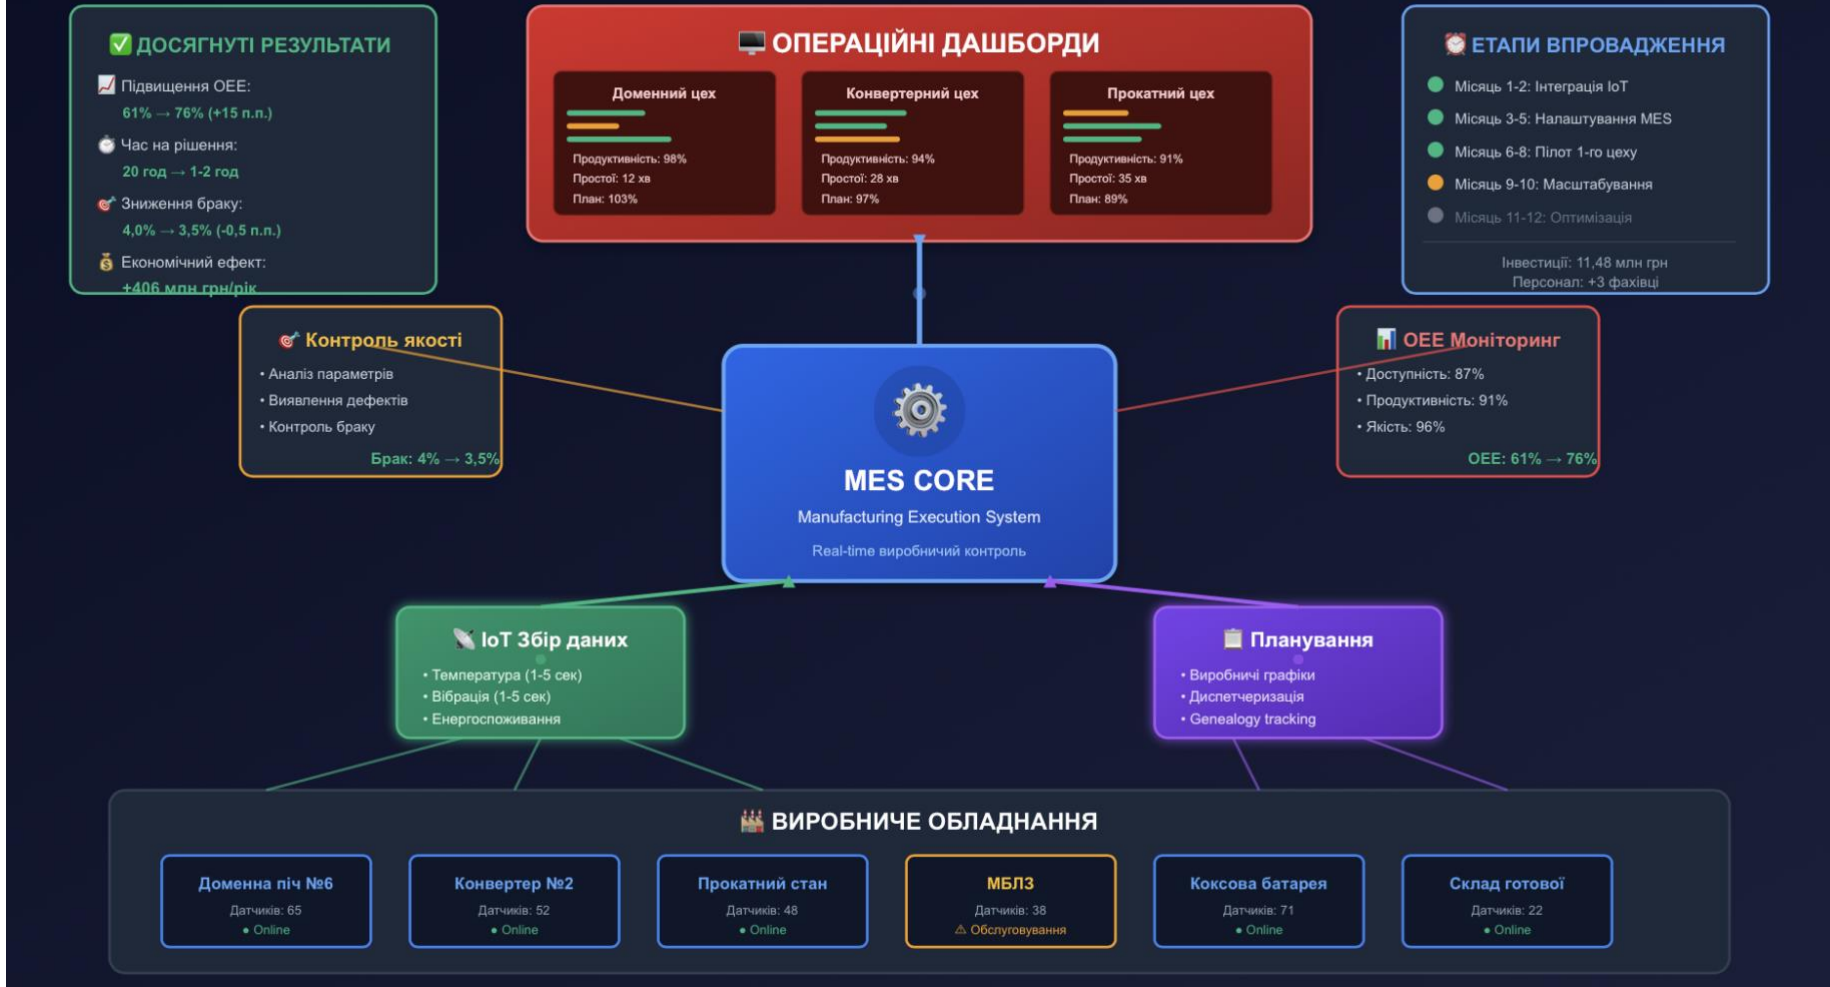 ✅ ДОСЯГНУТІ РЕЗУЛЬТАТИ
📈 Підвищення OEE:
61% → 76% (+15 п.п.)
⏱️ Час на рішення:
20 год → 1-2 год
🎯 Зниження браку:
4,0% → 3,5% (-0,5 п.п.)
💰 Економічний ефект:
+406 млн грн/рік
🖥️ ОПЕРАЦІЙНІ ДАШБОРДИ
Доменний цех
Продуктивність: 98%
Простої: 12 хв
План: 103%
Конвертерний цех
Продуктивність: 94%
Простої: 28 хв
План: 97%
Прокатний цех
Продуктивність: 91%
Простої: 35 хв
План: 89%
⏰ ЕТАПИ ВПРОВАДЖЕННЯ
Місяць 1-2: Інтеграція IoT
Місяць 3-5: Налаштування MES
Місяць 6-8: Пілот 1-го цеху
Місяць 9-10: Масштабування
Місяць 11-12: Оптимізація
Інвестиції: 11,48 млн грн
Персонал: +3 фахівці
🎯 Контроль якості
• Аналіз параметрів
• Виявлення дефектів
• Контроль браку
Брак: 4% → 3,5%
MES CORE
Manufacturing Execution System
Real-time виробничий контроль
📊 OEE Моніторинг
• Доступність: 87%
• Продуктивність: 91%
• Якість: 96%
OEE: 61% → 76%
📡 IoT Збір даних
• Температура (1-5 сек)
• Вібрація (1-5 сек)
• Енергоспоживання
📋 Планування
• Виробничі графіки
• Диспетчеризація
• Genealogy tracking
🏭 ВИРОБНИЧЕ ОБЛАДНАННЯ
Доменна піч №6
Датчиків: 65
● Online
Конвертер №2
Датчиків: 52
● Online
Прокатний стан
Датчиків: 48
● Online
МБЛЗ
Датчиків: 38
⚠ Обслуговування
Коксова батарея
Датчиків: 71
● Online
Склад готової
Датчиків: 22
● Online